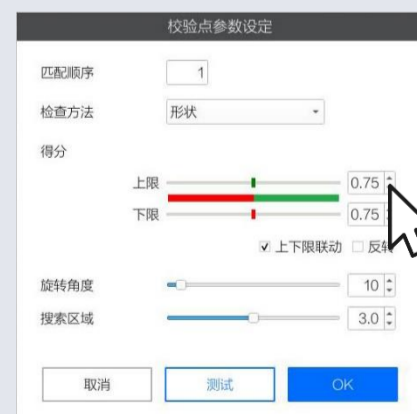 校验点参数设定
匹配顺序 1
检查方法 形状
得分
上限 0.75
下限 0.75
上下限联动 反转
旋转角度 10
搜索区域 3.0
取消 测试 OK